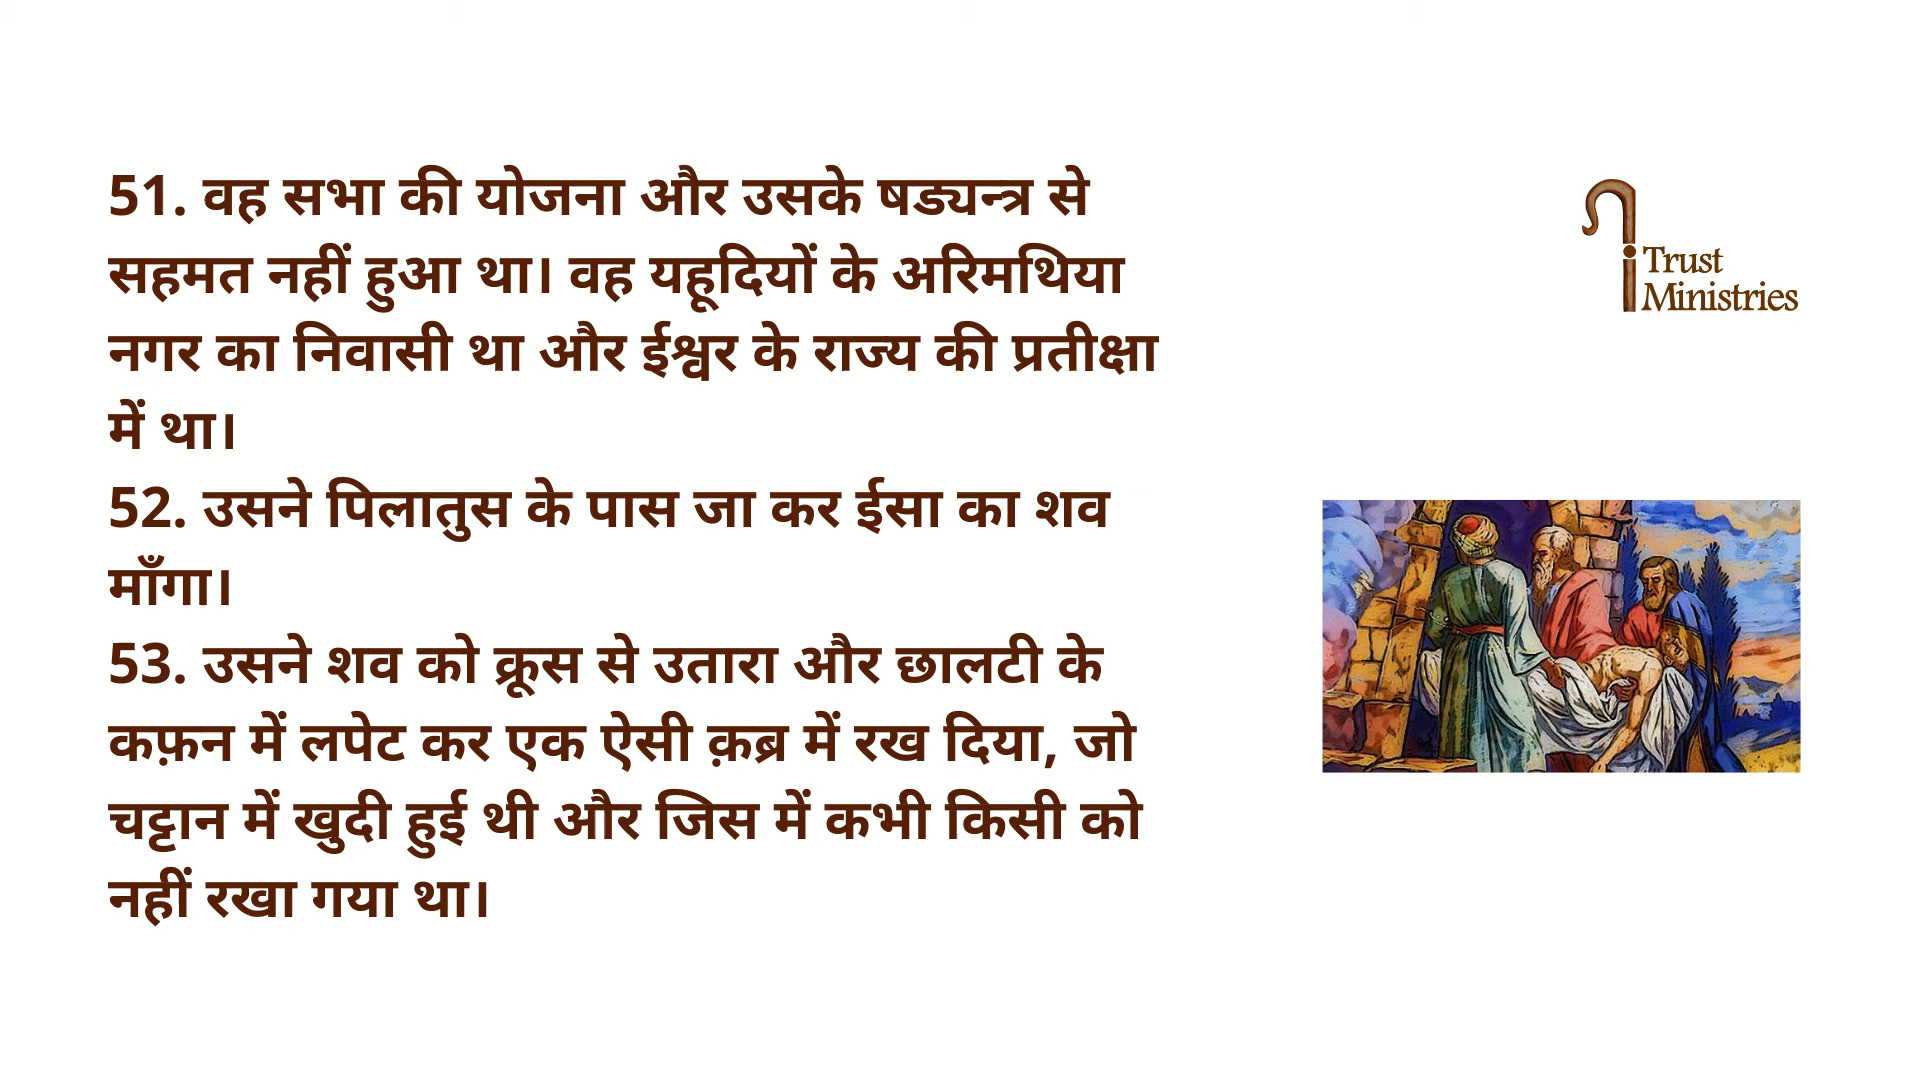 51. वह सभा की योजना और उसके षड्यन्त्र से
सहमत नहीं हुआ था। वह यहूदियों के अरिमथिया
नगर का निवासी था और ईश्वर के राज्य की प्रतीक्षा
में था।
52. उसने पिलातुस के पास जा कर ईसा का शव
माँगा।
53. उसने शव को क्रूस से उतारा और छालटी के
कफ़न में लपेट कर एक ऐसी क़ब्र में रख दिया, जो
चट्टान में खुदी हुई थी और जिस में कभी किसी को
नहीं रखा गया था।
i Trust
Ministries